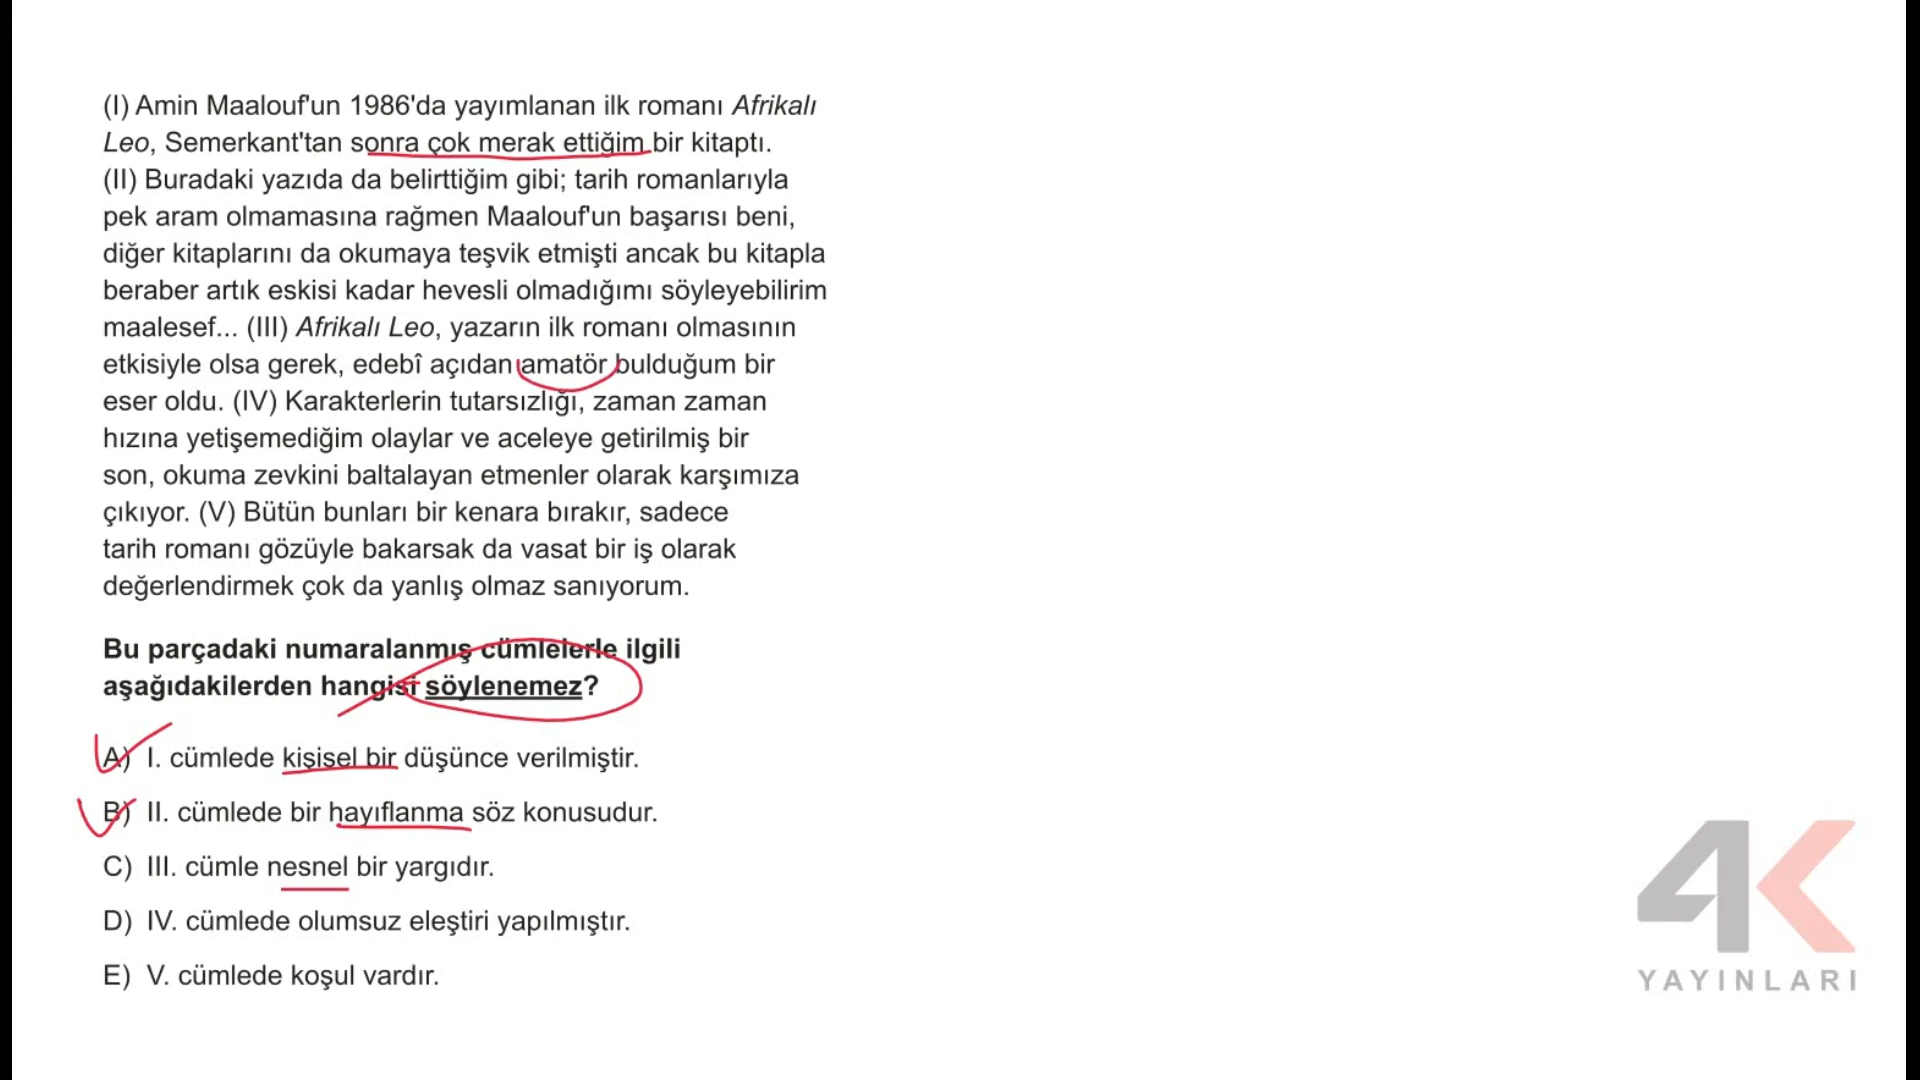 (I) Amin Maalouf'un 1986'da yayımlanan ilk romanı Afrikalı
Leo, Semerkant'tan sonra çok merak ettiğim bir kitaptı.
(II) Buradaki yazıda da belirttiğim gibi; tarih romanlarıyla
pek aram olmamasına rağmen Maalouf'un başarısı beni,
diğer kitaplarını da okumaya teşvik etmişti ancak bu kitapla
beraber artık eskisi kadar hevesli olmadığımı söyleyebilirim
maalesef... (III) Afrikalı Leo, yazarın ilk romanı olmasının
etkisiyle olsa gerek, edebî açıdan amatör bulduğum bir
eser oldu. (IV) Karakterlerin tutarsızlığı, zaman zaman
hızına yetişemediğim olaylar ve aceleye getirilmiş bir
son, okuma zevkini baltalayan etmenler olarak karşımıza
çıkıyor. (V) Bütün bunları bir kenara bırakır, sadece
tarih romanı gözüyle bakarsak da vasat bir iş olarak
değerlendirmek çok da yanlış olmaz sanıyorum.
Bu parçadaki numaralanmış cümlelerle ilgili
aşağıdakilerden hangisi söylenemez?
A) I. cümlede kişisel bir düşünce verilmiştir.
B) II. cümlede bir hayıflanma söz konusudur.
C) III. cümle nesnel bir yargıdır.
D) IV. cümlede olumsuz eleştiri yapılmıştır.
E) V. cümlede koşul vardır.
4K
YAYINLARI